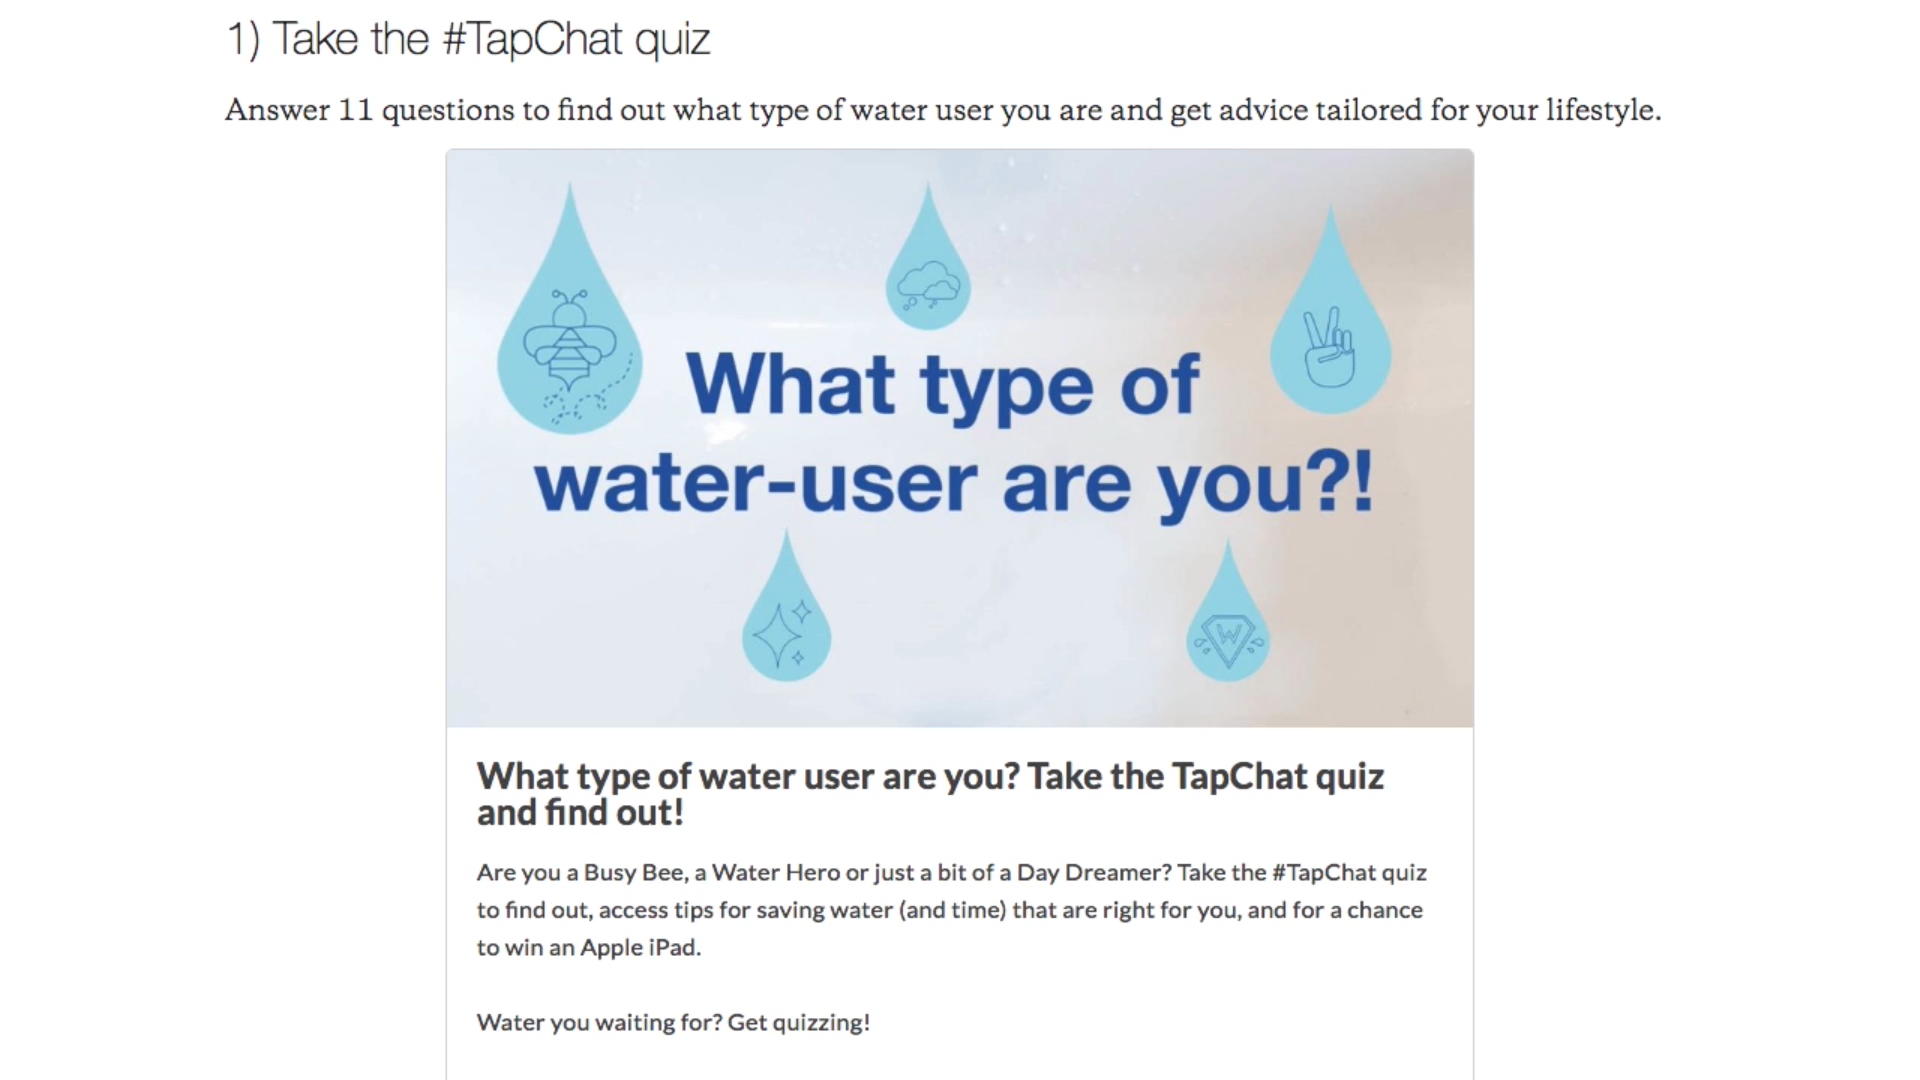 1) Take the #TapChat quiz
Answer 11 questions to find out what type of water user you are and get advice tailored for your lifestyle.
What type of
water-user are you?!
W
What type of water user are you? Take the TapChat quiz
and find out!
Are you a Busy Bee, a Water Hero or just a bit of a Day Dreamer? Take the #TapChat quiz
to find out, access tips for saving water (and time) that are right for you, and for a chance
to win an Apple iPad.
Water you waiting for? Get quizzing!